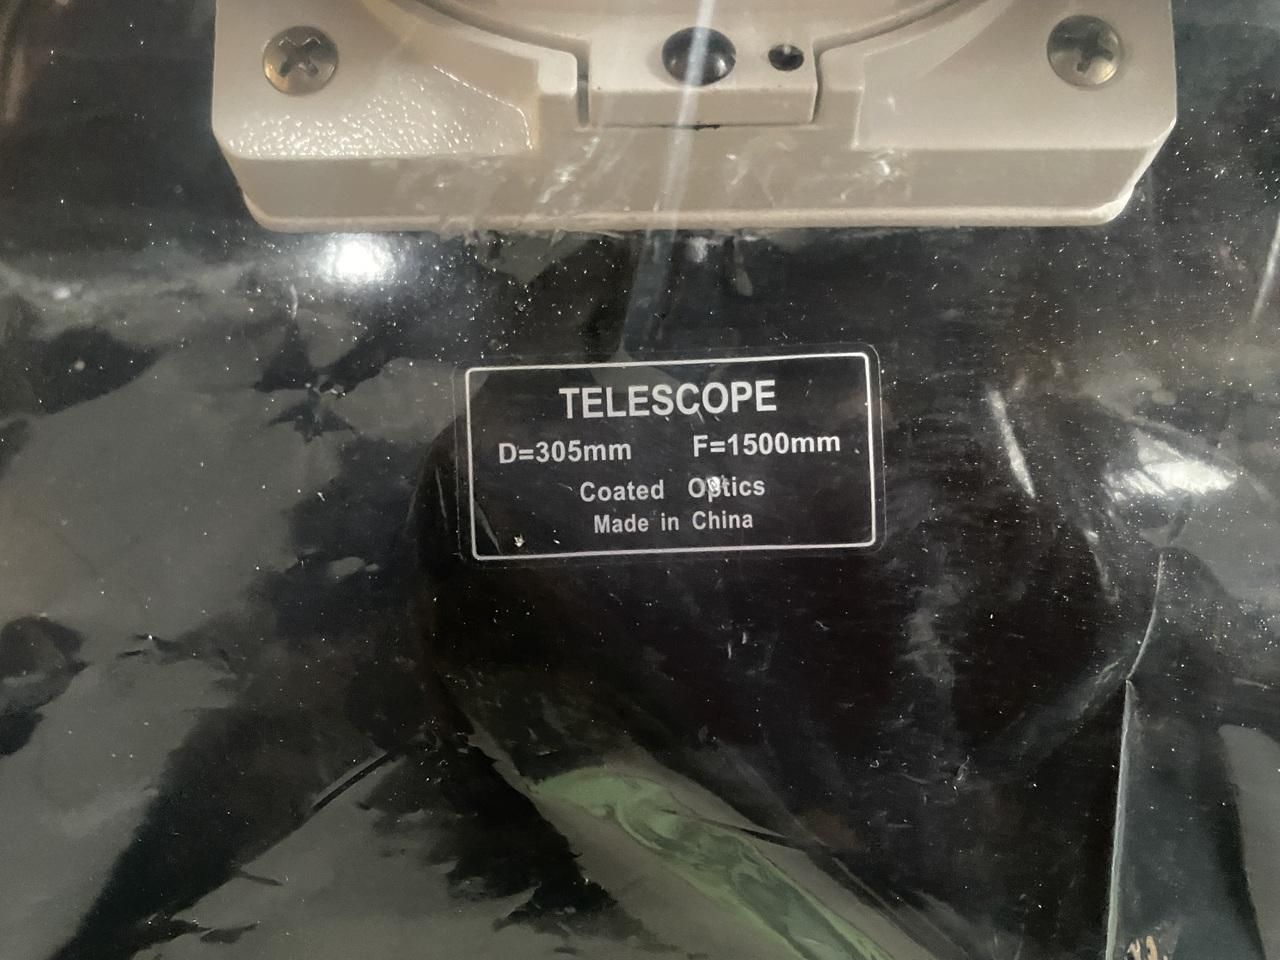 TELESCOPE
D=305mm F=1500mm
Coated Optics
Made in China